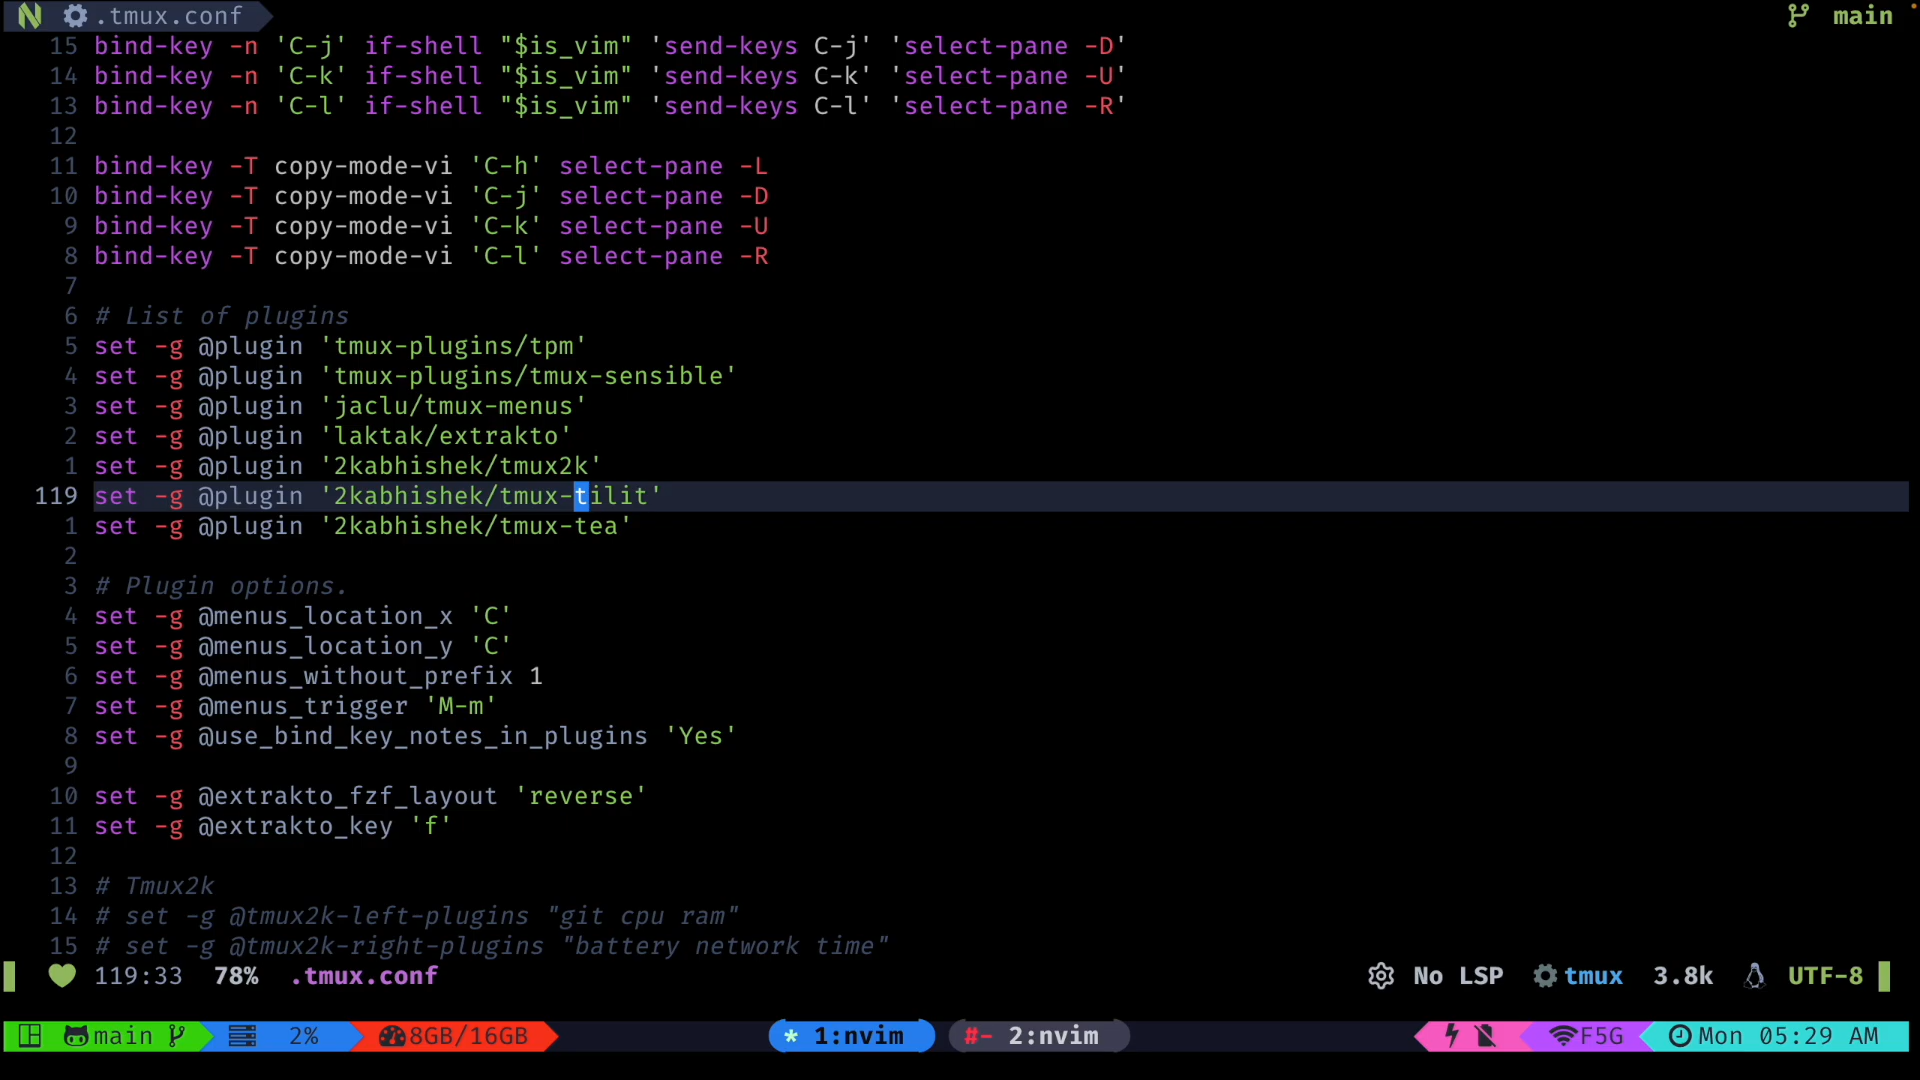 .tmux.conf main
15 bind-key -n 'C-j' if-shell "$is_vim" 'send-keys C-j' 'select-pane -D'
14 bind-key -n 'C-k' if-shell "$is_vim" 'send-keys C-k' 'select-pane -U'
13 bind-key -n 'C-l' if-shell "$is_vim" 'send-keys C-l' 'select-pane -R'
12
11 bind-key -T copy-mode-vi 'C-h' select-pane -L
10 bind-key -T copy-mode-vi 'C-j' select-pane -D
9 bind-key -T copy-mode-vi 'C-k' select-pane -U
8 bind-key -T copy-mode-vi 'C-l' select-pane -R
7
6 # List of plugins
5 set -g @plugin 'tmux-plugins/tpm'
4 set -g @plugin 'tmux-plugins/tmux-sensible'
3 set -g @plugin 'jaclu/tmux-menus'
2 set -g @plugin 'laktak/extrakto'
1 set -g @plugin '2kabhishek/tmux2k'
119 set -g @plugin '2kabhishek/tmux-tilit'
1 set -g @plugin '2kabhishek/tmux-tea'
2
3 # Plugin options.
4 set -g @menus_location_x 'C'
5 set -g @menus_location_y 'C'
6 set -g @menus_without_prefix 1
7 set -g @menus_trigger 'M-m'
8 set -g @use_bind_key_notes_in_plugins 'Yes'
9
10 set -g @extrakto_fzf_layout 'reverse'
11 set -g @extrakto_key 'f'
12
13 # Tmux2k
14 # set -g @tmux2k-left-plugins "git cpu ram"
15 # set -g @tmux2k-right-plugins "battery network time"
119:33 78% .tmux.conf No LSP tmux 3.8k UTF-8
main 2% 8GB/16GB * 1:nvim #- 2:nvim F5G Mon 05:29 AM